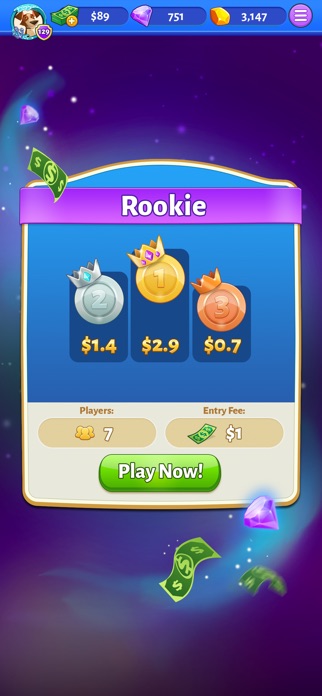 $89 751 3,147
129
Rookie
2 1 3
$1.4 $2.9 $0.7
Players: Entry Fee:
7 $1
Play Now!